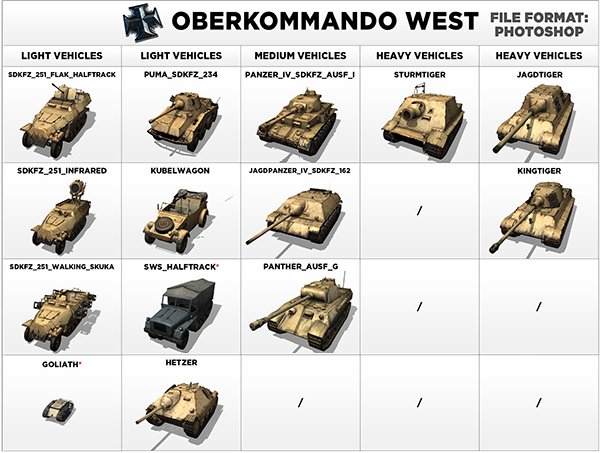 OBERKOMMANDO WEST
FILE FORMAT:
PHOTOSHOP
LIGHT VEHICLES LIGHT VEHICLES MEDIUM VEHICLES HEAVY VEHICLES HEAVY VEHICLES
SDKFZ_251_FLAK_HALFTRACK PUMA_SDKFZ_234 PANZER_IV_SDKFZ_AUSF_I STURMTIGER JAGDTIGER
SDKFZ_251_INFRARED KUBELWAGON JAGDPANZER_IV_SDKFZ_162 / KINGTIGER
SDKFZ_251_WALKING_SKUKA SWS_HALFTRACK* PANTHER_AUSF_G / /
GOLIATH* HETZER / / /